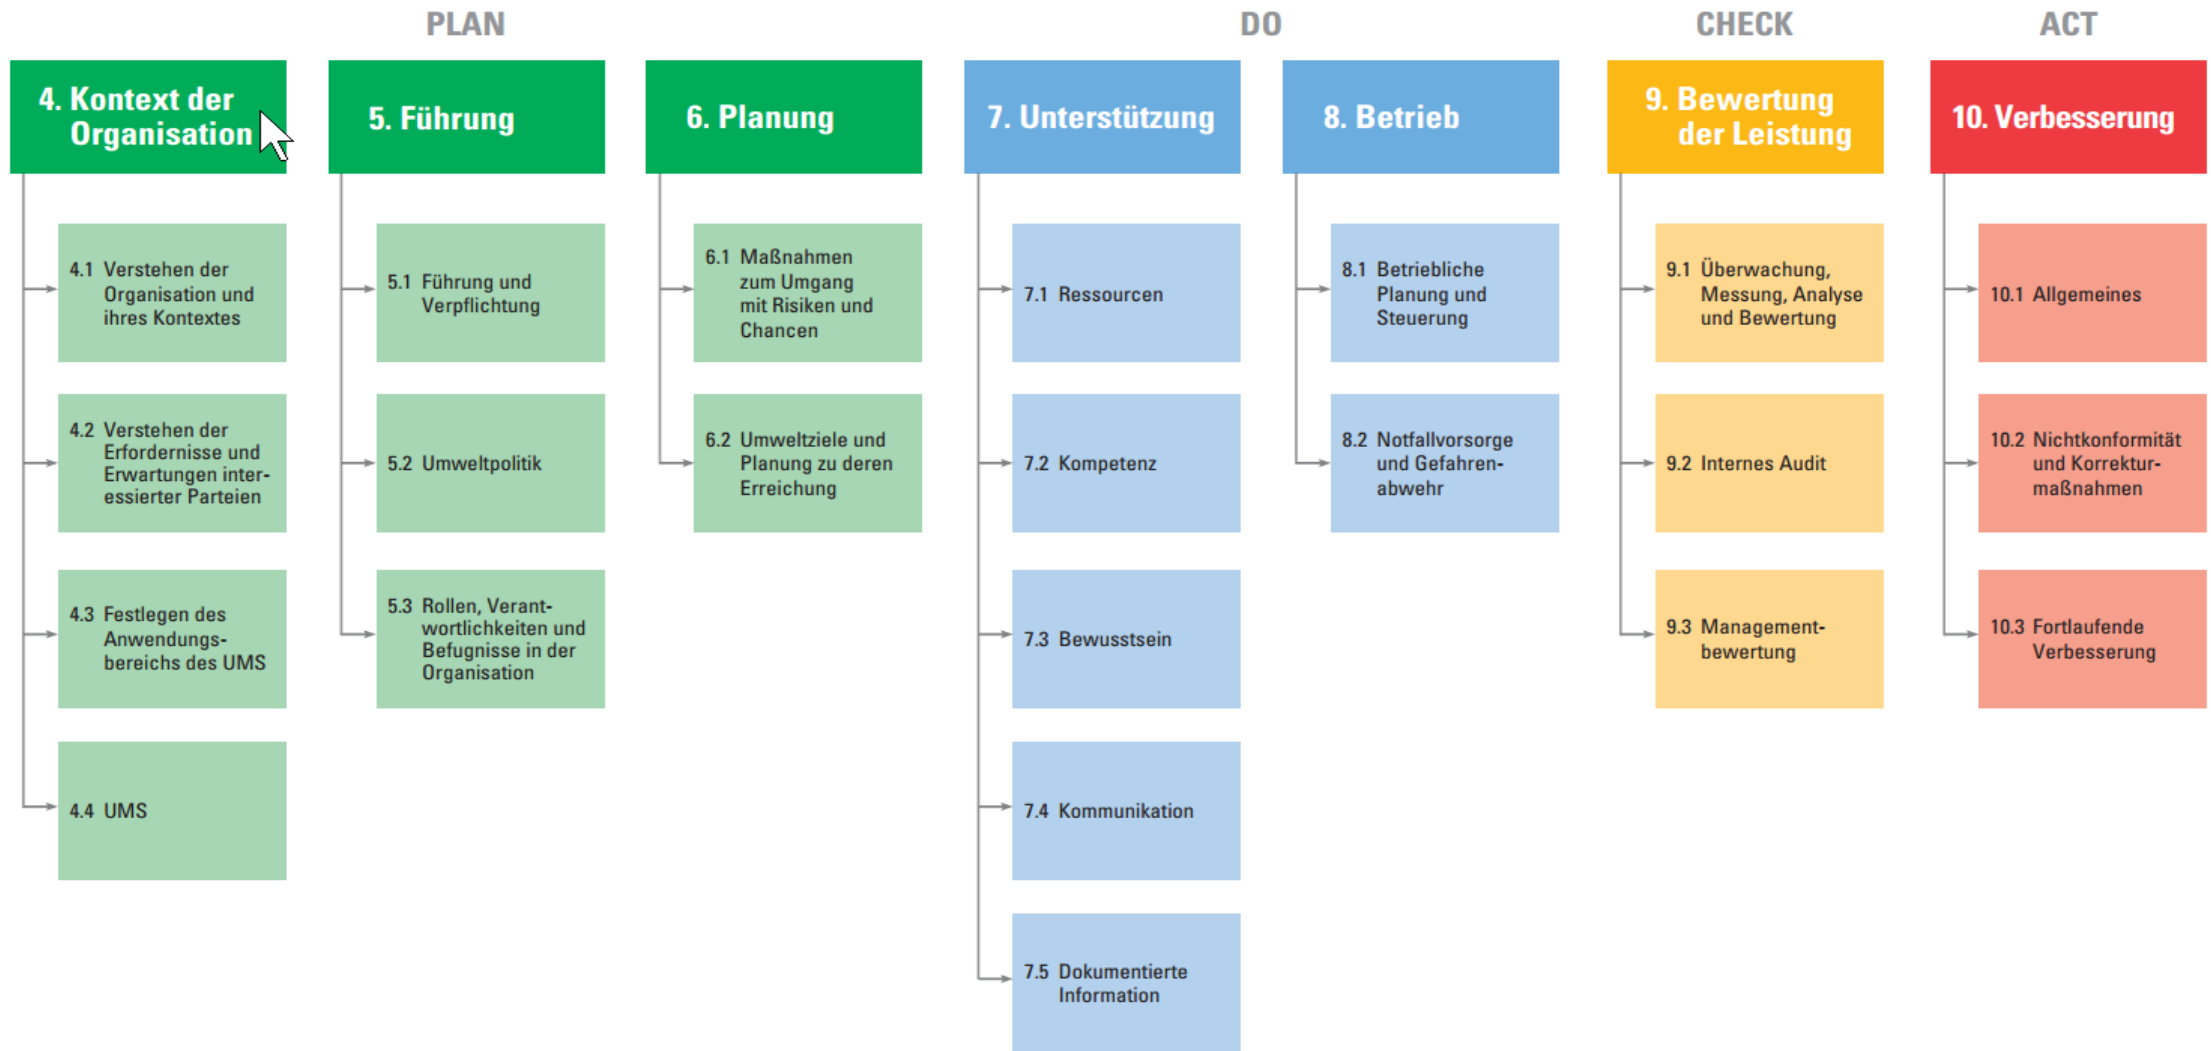 PLAN
DO
CHECK
ACT
4. Kontext der
Organisation
5. Führung
6. Planung
7. Unterstützung
8. Betrieb
9. Bewertung
der Leistung
10. Verbesserung
4.1 Verstehen der
Organisation und
ihres Kontextes
4.2 Verstehen der
Erfordernisse und
Erwartungen inter-
essierter Parteien
4.3 Festlegen des
Anwendungs-
bereichs des UMS
4.4 UMS
5.1 Führung und
Verpflichtung
5.2 Umweltpolitik
5.3 Rollen, Verant-
wortlichkeiten und
Befugnisse in der
Organisation
6.1 Maßnahmen
zum Umgang
mit Risiken und
Chancen
6.2 Umweltziele und
Planung zu deren
Erreichung
7.1 Ressourcen
7.2 Kompetenz
7.3 Bewusstsein
7.4 Kommunikation
7.5 Dokumentierte
Information
8.1 Betriebliche
Planung und
Steuerung
8.2 Notfallvorsorge
und Gefahren-
abwehr
9.1 Überwachung,
Messung, Analyse
und Bewertung
9.2 Internes Audit
9.3 Management-
bewertung
10.1 Allgemeines
10.2 Nichtkonformität
und Korrektur-
maßnahmen
10.3 Fortlaufende
Verbesserung